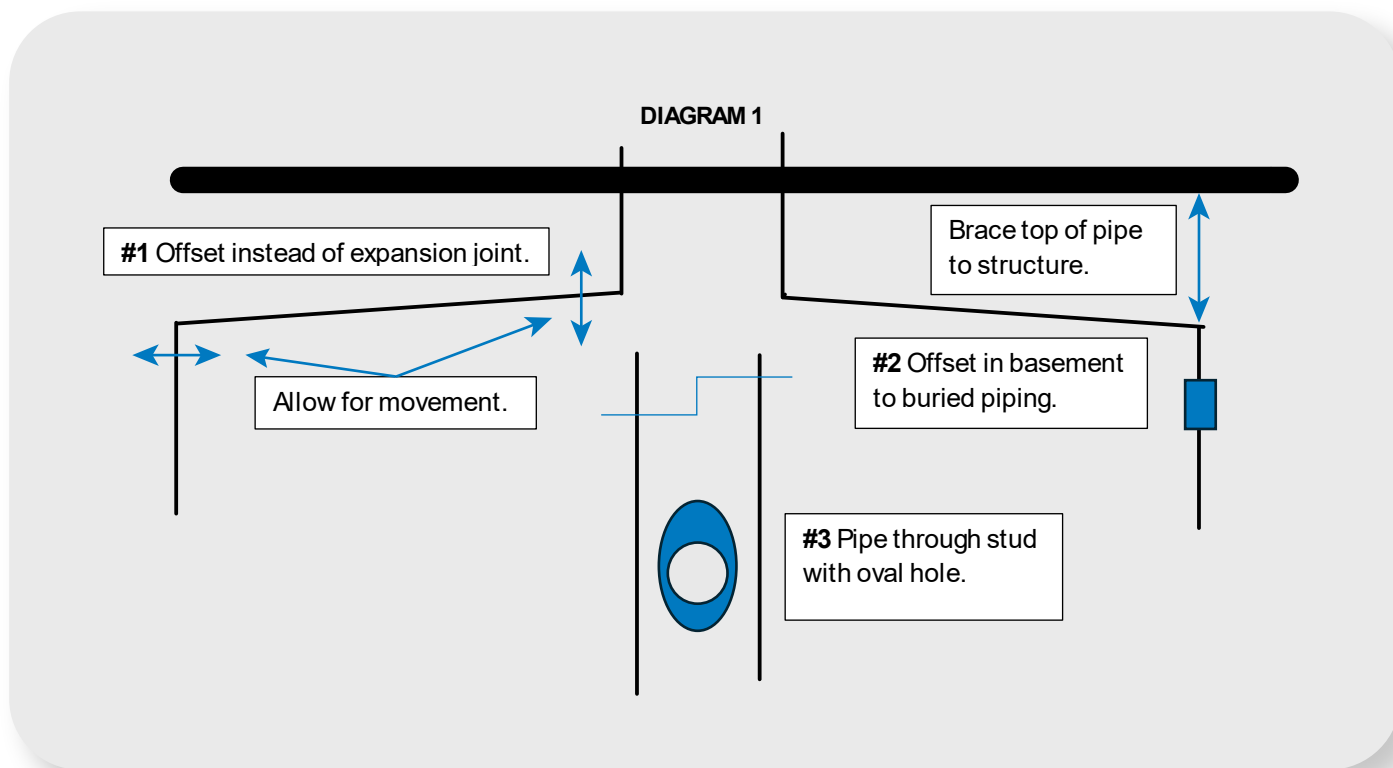 DIAGRAM 1
#1 Offset instead of expansion joint.
Brace top of pipe
to structure.
Allow for movement.
#2 Offset in basement
to buried piping.
#3 Pipe through stud
with oval hole.